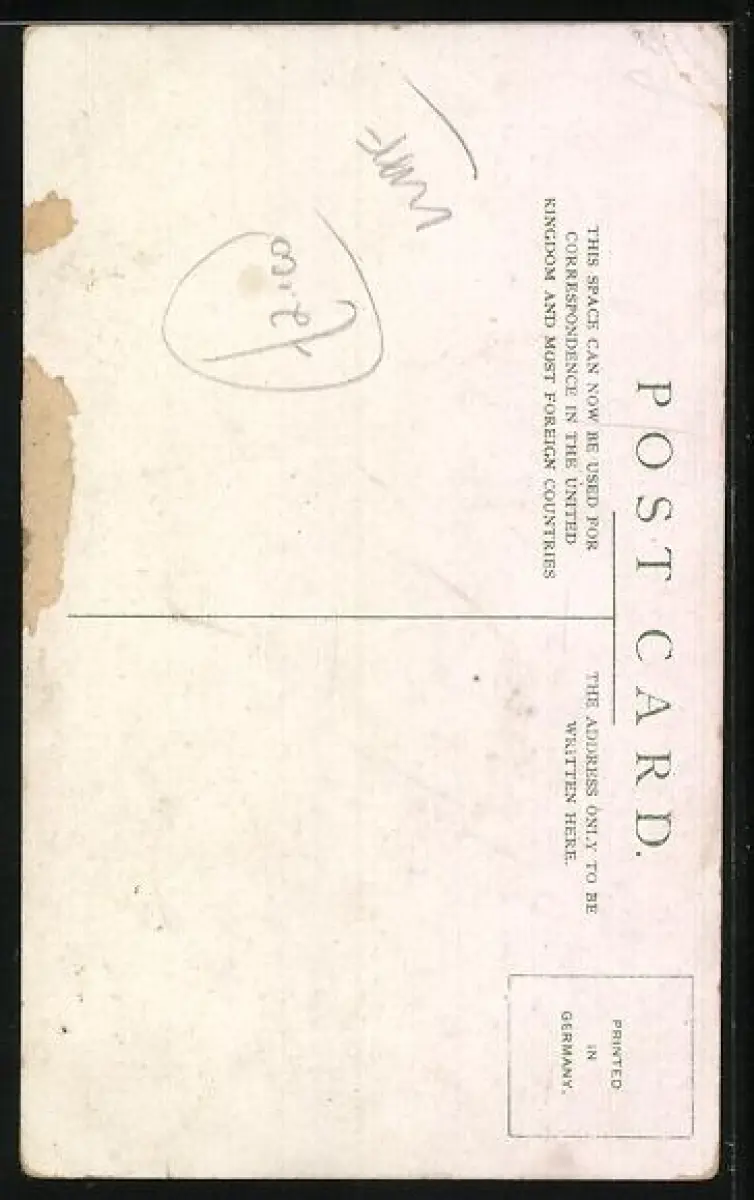 POST CARD.
THIS SPACE CAN NOW BE USED FOR
CORRESPONDENCE IN THE UNITED
KINGDOM AND MOST FOREIGN COUNTRIES
THE ADDRESS ONLY TO BE
WRITTEN HERE.
PRINTED
IN
GERMANY.